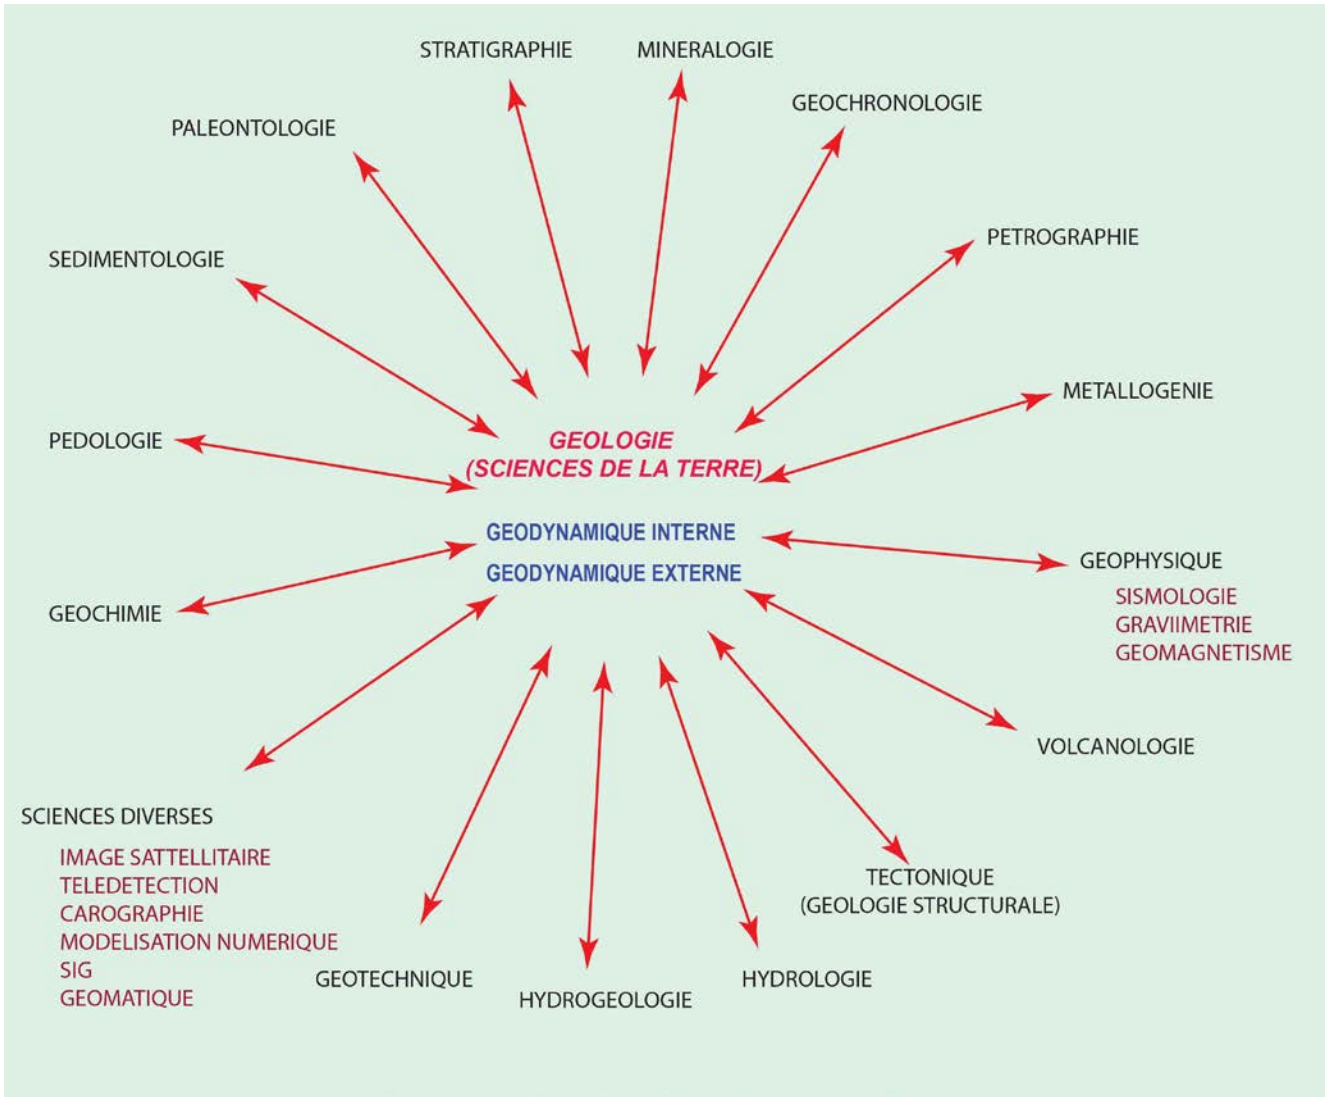 STRATIGRAPHIE
MINERALOGIE
GEOCHRONOLOGIE
PALEONTOLOGIE
PETROGRAPHIE
SEDIMENTOLOGIE
METALLOGENIE
PEDOLOGIE
GEOLOGIE
(SCIENCES DE LA TERRE)
GEODYNAMIQUE INTERNE
GEODYNAMIQUE EXTERNE
GEOPHYSIQUE
SISMOLOGIE
GRAVIIMETRIE
GEOMAGNETISME
GEOCHIMIE
VOLCANOLOGIE
SCIENCES DIVERSES
IMAGE SATTELLITAIRE
TELEDETECTION
CAROGRAPHIE
MODELISATION NUMERIQUE
SIG
GEOMATIQUE
TECTONIQUE
(GEOLOGIE STRUCTURALE)
GEOTECHNIQUE
HYDROGEOLOGIE
HYDROLOGIE